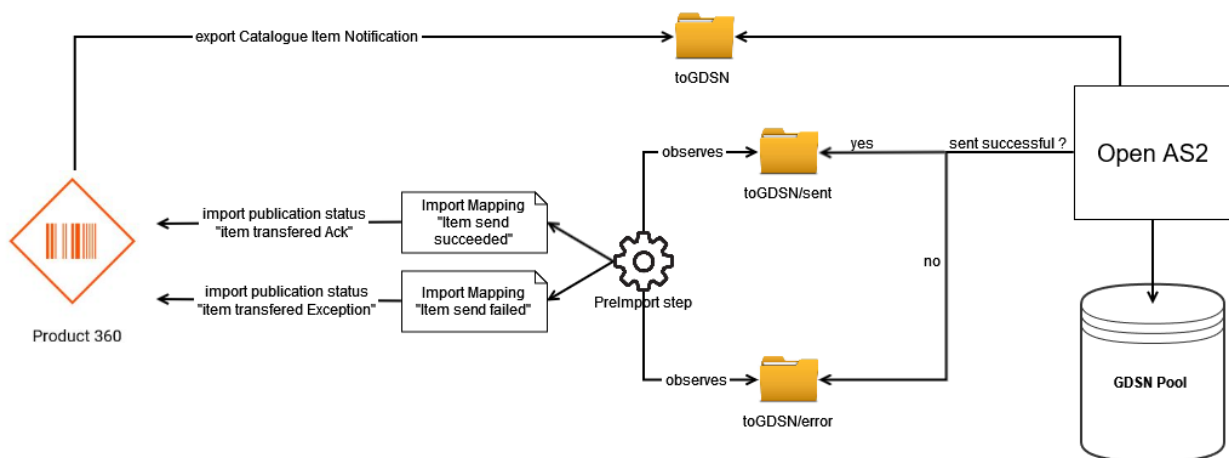 export Catalogue Item Notification
toGDSN
Open AS2
observes
yes
sent successful ?
toGDSN/sent
import publication status
"item transfered Ack"
Import Mapping
"Item send
succeeded"
no
import publication status
"item transfered Exception"
Import Mapping
"Item send failed"
PreImport step
Product 360
observes
toGDSN/error
GDSN Pool